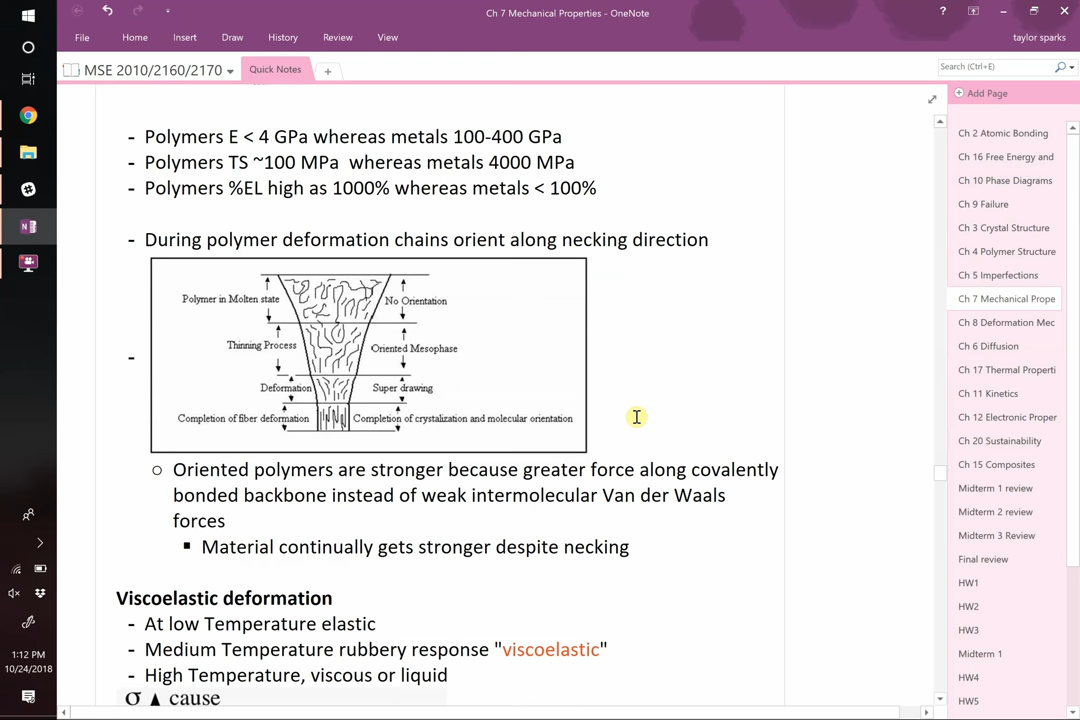 Ch 7 Mechanical Properties - OneNote
?
File Home Insert Draw History Review View
taylor sparks
MSE 2010/2160/2170
Quick Notes
+
Search (Ctrl+E)
Add Page
- Polymers E < 4 GPa whereas metals 100-400 GPa
- Polymers TS ~100 MPa whereas metals 4000 MPa
- Polymers %EL high as 1000% whereas metals < 100%
- During polymer deformation chains orient along necking direction
-
Polymer in Molten state
No Orientation
Thinning Process
Oriented Mesophase
Deformation
Super drawing
Completion of fiber deformation
Completion of crystalization and molecular orientation
Oriented polymers are stronger because greater force along covalently
bonded backbone instead of weak intermolecular Van der Waals
forces
Material continually gets stronger despite necking
Viscoelastic deformation
- At low Temperature elastic
- Medium Temperature rubbery response "viscoelastic"
- High Temperature, viscous or liquid
σ ▲ cause
Ch 2 Atomic Bonding
Ch 16 Free Energy and
Ch 10 Phase Diagrams
Ch 9 Failure
Ch 3 Crystal Structure
Ch 4 Polymer Structure
Ch 5 Imperfections
Ch 7 Mechanical Prope
Ch 8 Deformation Mec
Ch 6 Diffusion
Ch 17 Thermal Properti
Ch 11 Kinetics
Ch 12 Electronic Proper
Ch 20 Sustainability
Ch 15 Composites
Midterm 1 review
Midterm 2 review
Midterm 3 Review
Final review
HW1
HW2
HW3
Midterm 1
HW4
HW5
1:12 PM
10/24/2018